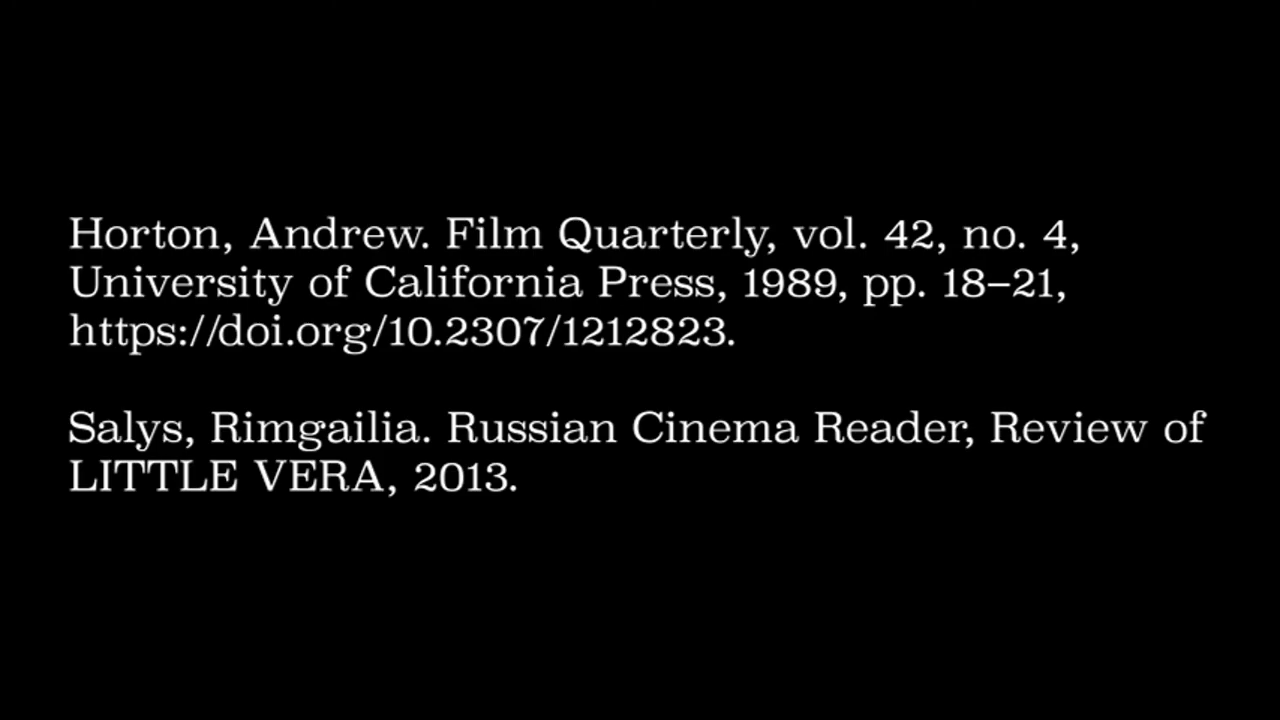 Horton, Andrew. Film Quarterly, vol. 42, no. 4,
University of California Press, 1989, pp. 18–21,
https://doi.org/10.2307/1212823.
Salys, Rimgailia. Russian Cinema Reader, Review of
LITTLE VERA, 2013.